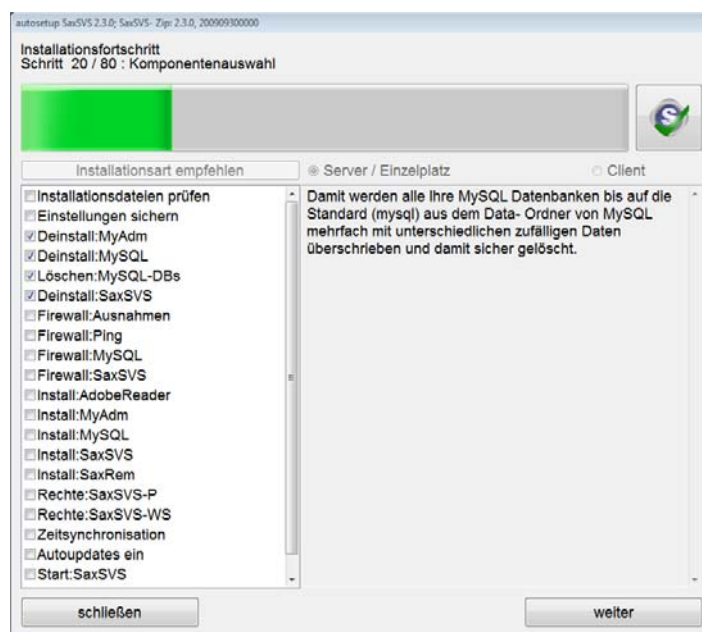 autosetup SaxSVS 2.3.0; SaxSVS- Zip: 2.3.0, 200909300000
Installationsfortschritt
Schritt 20 / 80 : Komponentenauswahl
S
Installationsart empfehlen
Server / Einzelplatz
Client
Installationsdateien prüfen
Einstellungen sichern
Deinstall:MyAdm
Deinstall:MySQL
Löschen:MySQL-DBs
Deinstall:SaxSVS
Firewall:Ausnahmen
Firewall:Ping
Firewall:MySQL
Firewall:SaxSVS
Install:AdobeReader
Install:MyAdm
Install:MySQL
Install:SaxSVS
Install:SaxRem
Rechte:SaxSVS-P
Rechte:SaxSVS-WS
Zeitsynchronisation
Autoupdates ein
Start:SaxSVS
Damit werden alle Ihre MySQL Datenbanken bis auf die
Standard (mysql) aus dem Data- Ordner von MySQL
mehrfach mit unterschiedlichen zufälligen Daten
überschrieben und damit sicher gelöscht.
schließen
weiter